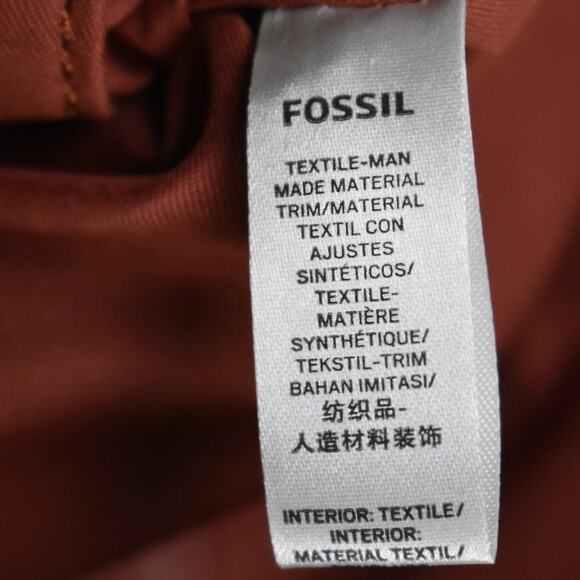 FOSSIL
TEXTILE-MAN
MADE MATERIAL
TRIM/MATERIAL
TEXTIL CON
AJUSTES
SINTÉTICOS/
TEXTILE-
MATIÈRE
SYNTHÉTIQUE/
TEKSTIL-TRIM
BAHAN IMITASI/
纺织品-
人造材料装饰
INTERIOR: TEXTILE/
INTERIOR:
MATERIAL TEXTIL/